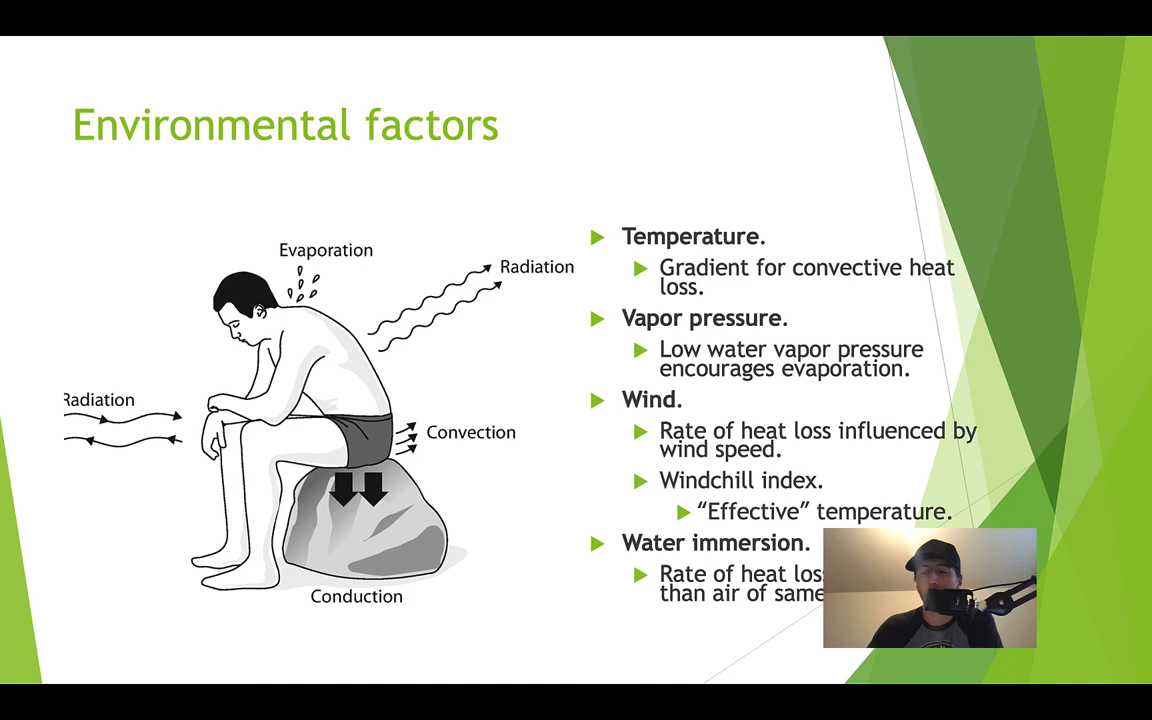 Environmental factors
Evaporation
Radiation
Radiation
Convection
Conduction
Temperature.
Gradient for convective heat
loss.
Vapor pressure.
Low water vapor pressure
encourages evaporation.
Wind.
Rate of heat loss influenced by
wind speed.
Windchill index.
“Effective” temperature.
Water immersion.
Rate of heat loss
than air of same